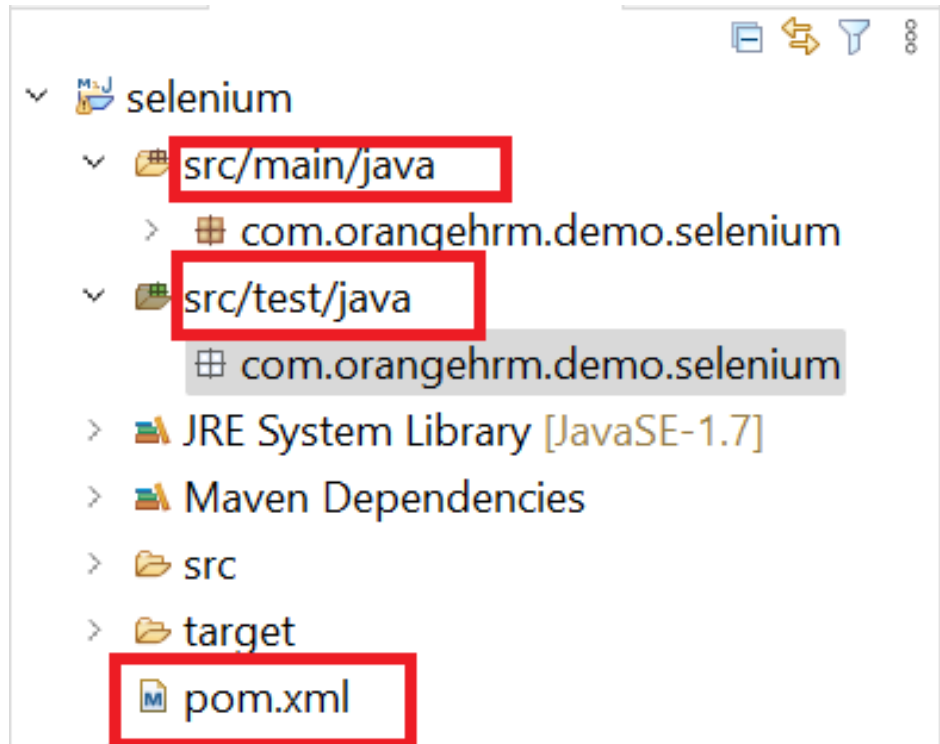 selenium
src/main/java
com.orangehrm.demo.selenium
src/test/java
com.orangehrm.demo.selenium
JRE System Library [JavaSE-1.7]
Maven Dependencies
src
target
pom.xml